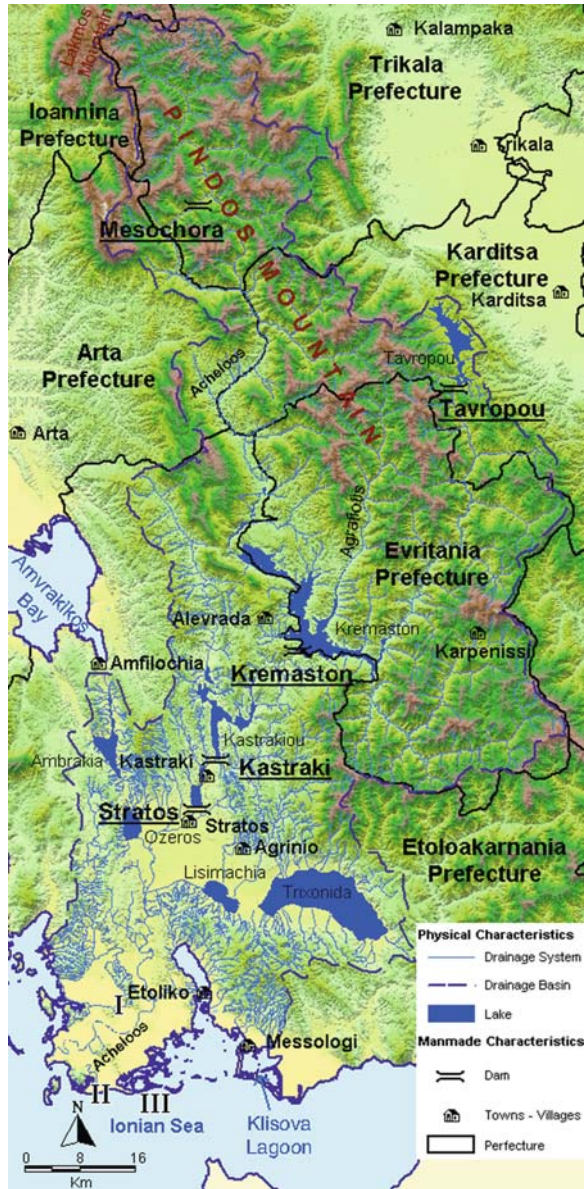 Lakmos
Mountain
Kalampaka
Trikala
Prefecture
Ioannina
Prefecture
Trikala
PINDOS MOUNTAIN
Mesochora
Karditsa
Prefecture
Karditsa
Arta
Prefecture
Acheloos
Tavropou
Tavropou
Arta
Agrafiotis
Evritania
Prefecture
Amvrakikos
Bay
Alevrada
Kremaston
Karpenissi
Amfilochia
Kremaston
Kastrakiou
Ambrakia
Kastraki
Kastraki
Stratos
Stratos
Ozeros
Agrinio
Etoloakarnania
Prefecture
Lisimachia
Trixonida
Physical Characteristics
Drainage System
Drainage Basin
Lake
Manmade Characteristics
Dam
Towns - Villages
Perfecture
Etoliko
I
Acheloos
Messologi
II
III
Ionian Sea
Klisova
Lagoon
N
0 8 16
Km